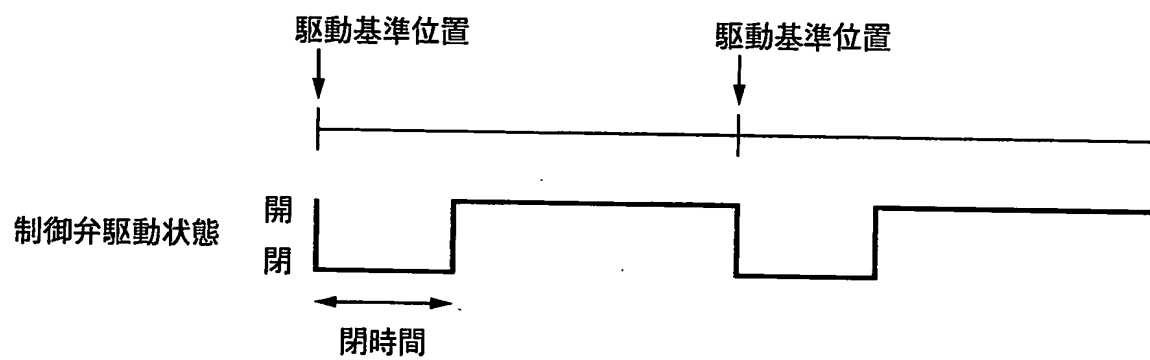 駆動基準位置
駆動基準位置
制御弁駆動状態
開
閉
閉時間